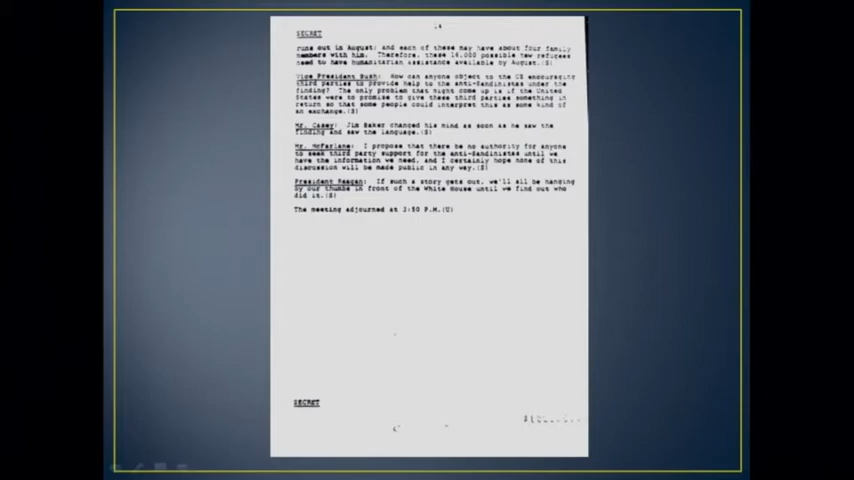 14
SECRET
runs out in August; and each of these may have about four family
members with him. Therefore, these 16,000 possible new refugees
need to have humanitarian assistance available by August.(S)
Vice President Bush: How can anyone object to the US encouraging
third parties to provide help to the anti-Sandinistas under the
finding? The only problem that might come up is if the United
States were to promise to give these third parties something in
return so that some people could interpret this as some kind of
an exchange.(S)
Mr. Casey: Jim Baker changed his mind as soon as he saw the
finding and saw the language.(S)
Mr. McFarlane: I propose that there be no authority for anyone
to seek third party support for the anti-Sandinistas until we
have the information we need, and I certainly hope none of this
discussion will be made public in any way.(S)
President Reagan: If such a story gets out, we'll all be hanging
by our thumbs in front of the White House until we find out who
did it.(S)
The meeting adjourned at 3:50 P.M.(U)
SECRET